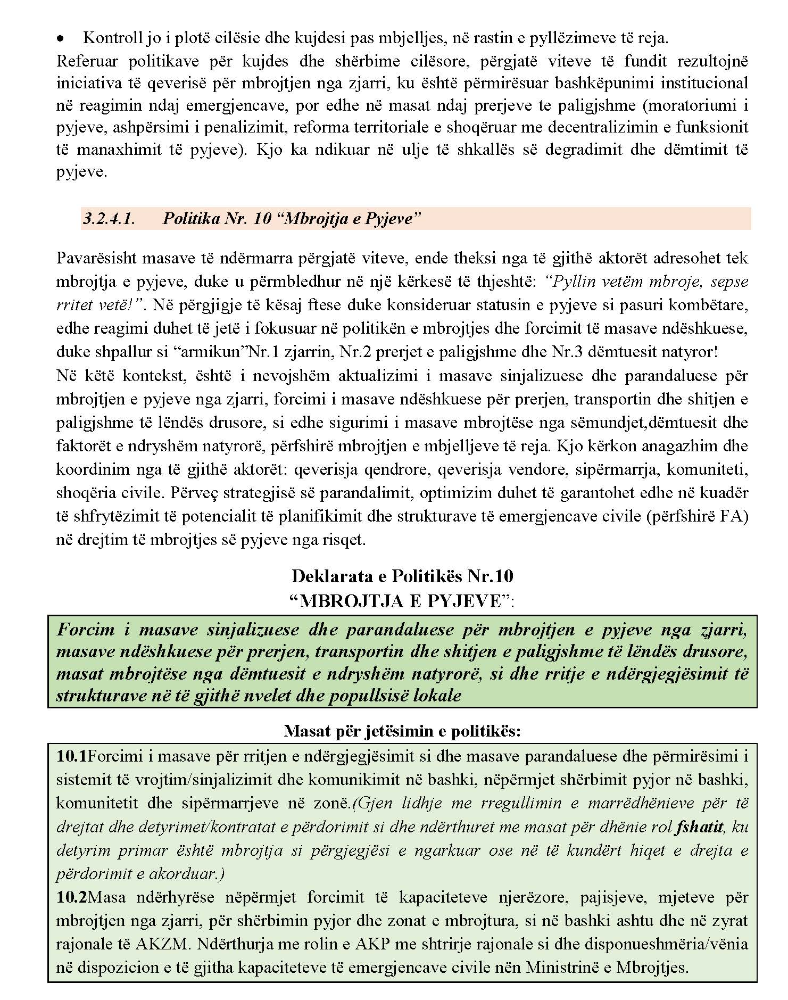 • Kontroll jo i plotë cilësie dhe kujdesi pas mbjelljes, në rastin e pyllëzimeve të reja.
Referuar politikave për kujdes dhe shërbime cilësore, përgjatë viteve të fundit rezultojnë
iniciativa të qeverisë për mbrojtjen nga zjarri, ku është përmirësuar bashkëpunimi institucional
në reagimin ndaj emergjencave, por edhe në masat ndaj prerjeve te paligjshme (moratoriumi i
pyjeve, ashpërsimi i penalizimit, reforma territoriale e shoqëruar me decentralizimin e funksionit
të manaxhimit të pyjeve). Kjo ka ndikuar në ulje të shkallës së degradimit dhe dëmtimit të
pyjeve.
3.2.4.1. Politika Nr. 10 “Mbrojtja e Pyjeve”
Pavarësisht masave të ndërmarra përgjatë viteve, ende theksi nga të gjithë aktorët adresohet tek
mbrojtja e pyjeve, duke u përmbledhur në një kërkesë të thjeshtë: “Pyllin vetëm mbroje, sepse
rritet vetë!”. Në përgjigje të kësaj ftese duke konsideruar statusin e pyjeve si pasuri kombëtare,
edhe reagimi duhet të jetë i fokusuar në politikën e mbrojtjes dhe forcimit të masave ndëshkuese,
duke shpallur si “armikun”Nr.1 zjarrin, Nr.2 prerjet e paligjshme dhe Nr.3 dëmtuesit natyror!
Në këtë kontekst, është i nevojshëm aktualizimi i masave sinjalizuese dhe parandaluese për
mbrojtjen e pyjeve nga zjarri, forcimi i masave ndëshkuese për prerjen, transportin dhe shitjen e
paligjshme të lëndës drusore, si edhe sigurimi i masave mbrojtëse nga sëmundjet,dëmtuesit dhe
faktorët e ndryshëm natyrorë, përfshirë mbrojtjen e mbjelljeve të reja. Kjo kërkon anagazhim dhe
koordinim nga të gjithë aktorët: qeverisja qendrore, qeverisja vendore, sipërmarrja, komuniteti,
shoqëria civile. Përveç strategjisë së parandalimit, optimizim duhet të garantohet edhe në kuadër
të shfrytëzimit të potencialit të planifikimit dhe strukturave të emergjencave civile (përfshirë FA)
në drejtim të mbrojtjes së pyjeve nga risqet.
Deklarata e Politikës Nr.10
“MBROJTJA E PYJEVE”:
Forcim i masave sinjalizuese dhe parandaluese për mbrojtjen e pyjeve nga zjarri,
masave ndëshkuese për prerjen, transportin dhe shitjen e paligjshme të lëndës drusore,
masat mbrojtëse nga dëmtuesit e ndryshëm natyrorë, si dhe rritje e ndërgjegjësimit të
strukturave në të gjithë nvelet dhe popullsisë lokale
Masat për jetësimin e politikës:
10.1Forcimi i masave për rritjen e ndërgjegjësimit si dhe masave parandaluese dhe përmirësimi i
sistemit të vrojtim/sinjalizimit dhe komunikimit në bashki, nëpërmjet shërbimit pyjor në bashki,
komunitetit dhe sipërmarrjeve në zonë.(Gjen lidhje me rregullimin e marrëdhënieve për të
drejtat dhe detyrimet/kontratat e përdorimit si dhe ndërthuret me masat për dhënie rol fshatit, ku
detyrim primar është mbrojtja si përgjegjësi e ngarkuar ose në të kundërt hiqet e drejta e
përdorimit e akorduar.)
10.2Masa ndërhyrëse nëpërmjet forcimit të kapaciteteve njerëzore, pajisjeve, mjeteve për
mbrojtjen nga zjarri, për shërbimin pyjor dhe zonat e mbrojtura, si në bashki ashtu dhe në zyrat
rajonale të AKZM. Ndërthurja me rolin e AKP me shtrirje rajonale si dhe disponueshmëria/vënia
në dispozicion e të gjitha kapaciteteve të emergjencave civile nën Ministrinë e Mbrojtjes.